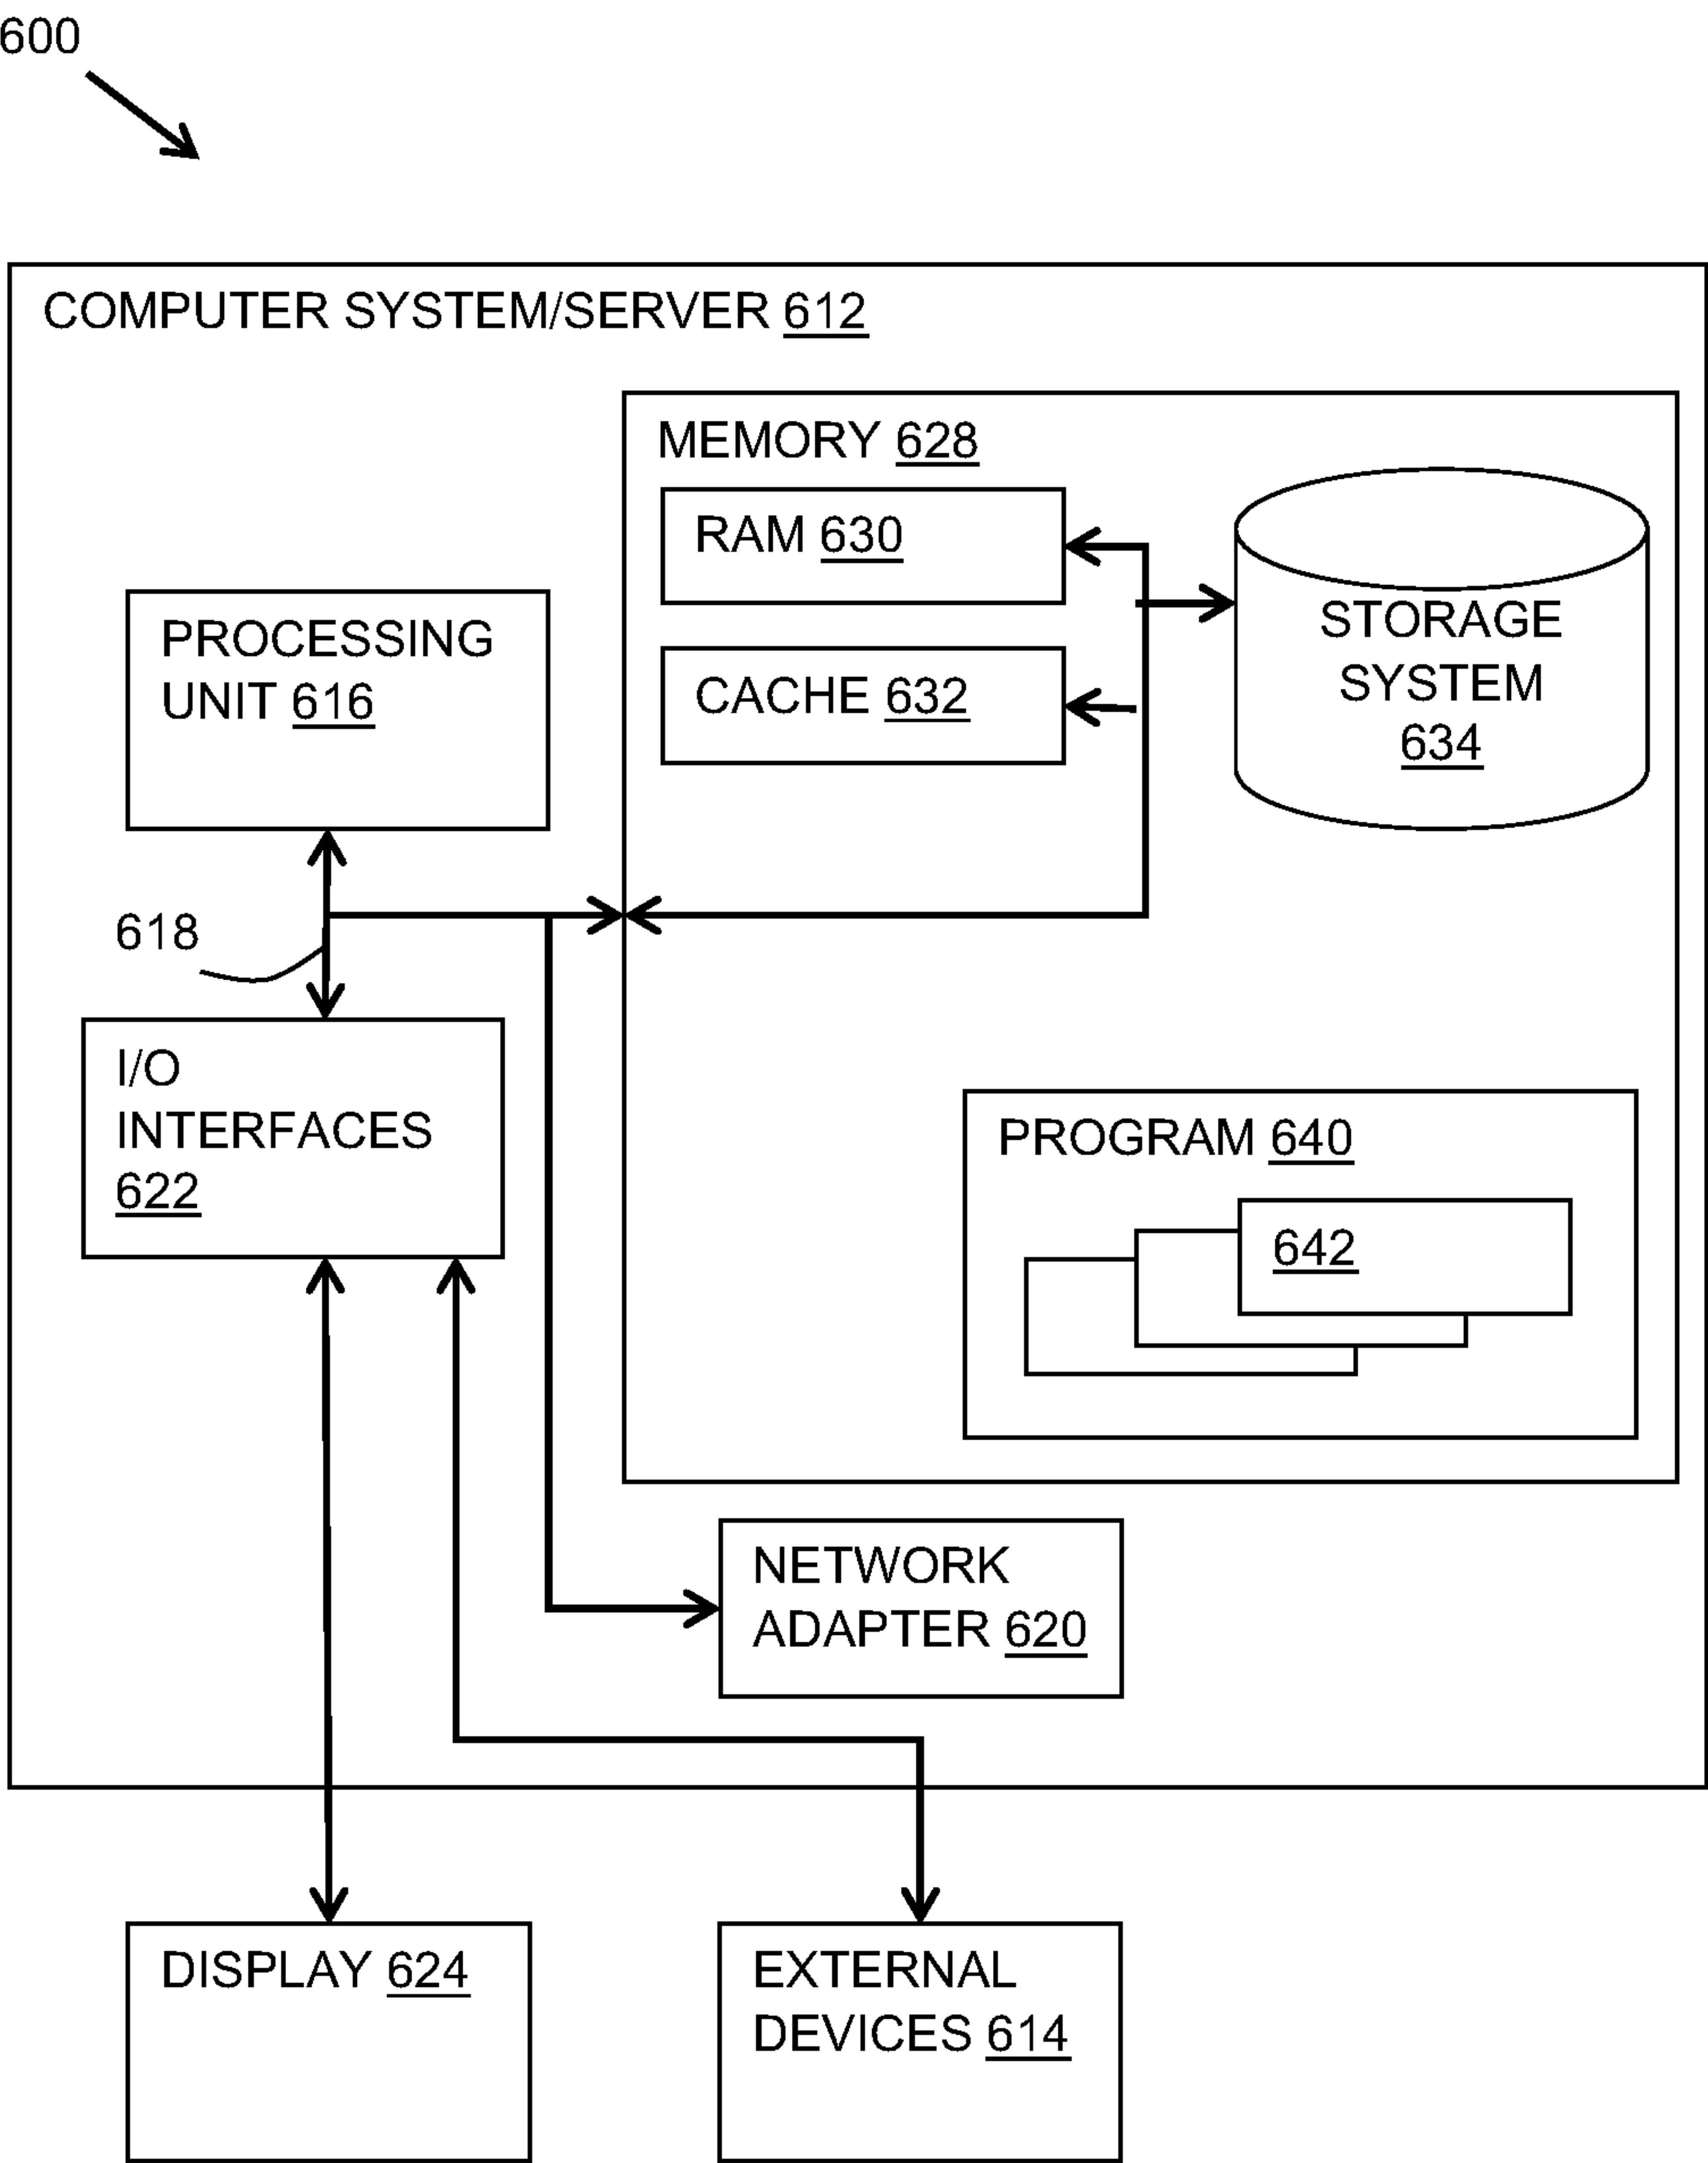 600
COMPUTER SYSTEM/SERVER 612
MEMORY 628
RAM 630
STORAGE
SYSTEM
634
PROCESSING
UNIT 616
CACHE 632
618
I/O
INTERFACES
622
PROGRAM 640
642
NETWORK
ADAPTER 620
DISPLAY 624
EXTERNAL
DEVICES 614